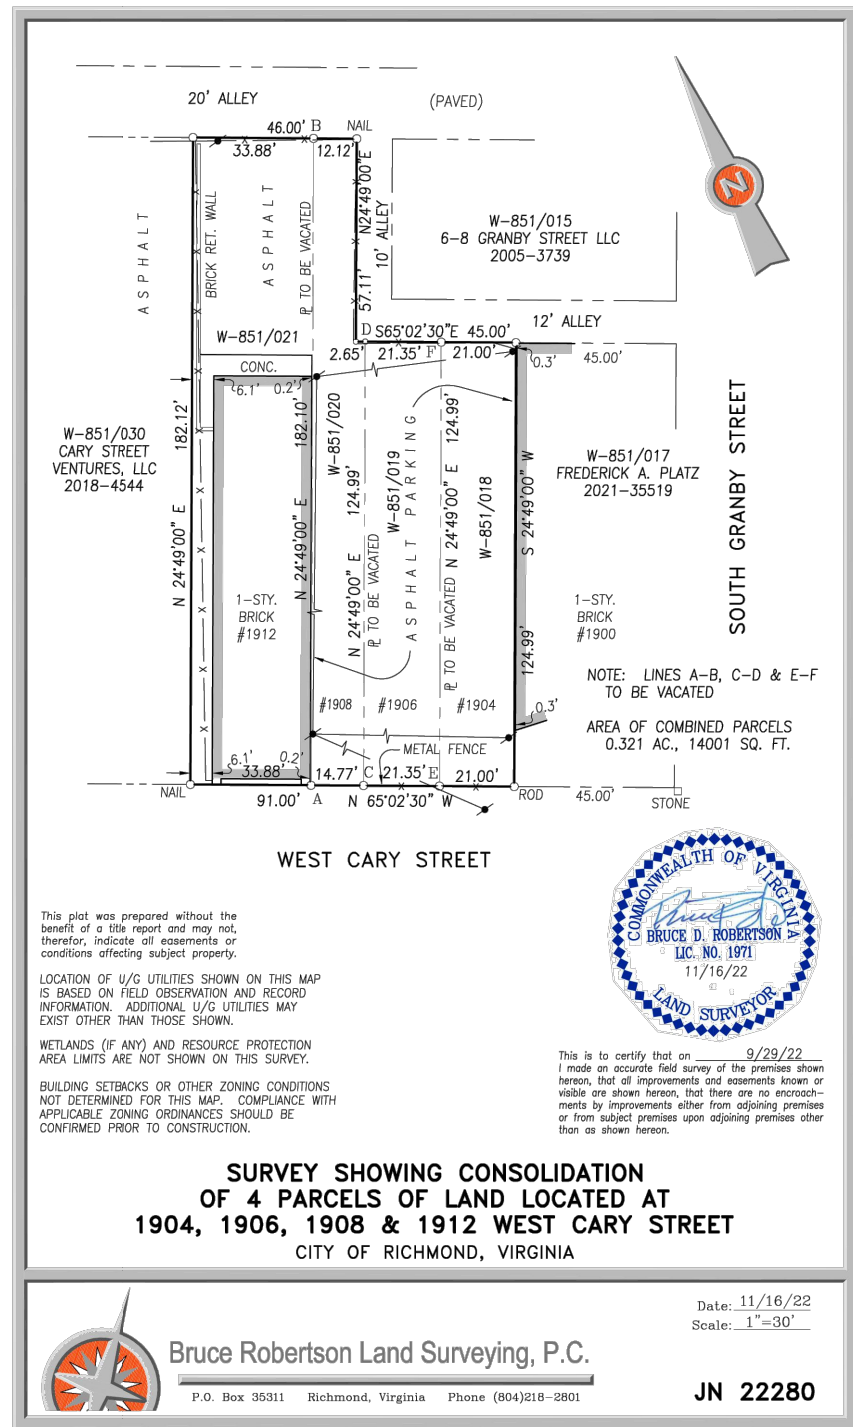 20' ALLEY
(PAVED)
46.00'
B
NAIL
33.88'
12.12'
N24°49'00"E
57.11'
10' ALLEY
ASPHALT
BRICK RET. WALL
ASPHALT
PL TO BE VACATED
W-851/015
6-8 GRANBY STREET LLC
2005-3739
N
12' ALLEY
D
S65°02'30"E 45.00'
W-851/021
2.65'
21.35'
F
21.00'
0.3'
45.00'
CONC.
6.1'
0.2'
W-851/030
CARY STREET
VENTURES, LLC
2018-4544
182.12'
N 24°49'00" E
182.10'
N 24°49'00" E
W-851/020
124.99'
N 24°49'00" E
PL TO BE VACATED
W-851/019
ASPHALT PARKING
124.99'
N 24°49'00" E
PL TO BE VACATED
W-851/018
S 24°49'00" W
124.99'
W-851/017
FREDERICK A. PLATZ
2021-35519
SOUTH GRANBY STREET
1-STY.
BRICK
#1912
1-STY.
BRICK
#1900
NOTE: LINES A-B, C-D & E-F
TO BE VACATED
#1908
#1906
#1904
0.3'
AREA OF COMBINED PARCELS
0.321 AC., 14001 SQ. FT.
METAL FENCE
6.1'
0.2'
33.88'
14.77'
C
21.35'
E
21.00'
NAIL
91.00'
A
N 65°02'30" W
ROD
45.00'
STONE
WEST CARY STREET
COMMONWEALTH OF VIRGINIA
BRUCE D. ROBERTSON
LIC. NO. 1971
11/16/22
LAND SURVEYOR
This plat was prepared without the
benefit of a title report and may not,
therefor, indicate all easements or
conditions affecting subject property.
LOCATION OF U/G UTILITIES SHOWN ON THIS MAP
IS BASED ON FIELD OBSERVATION AND RECORD
INFORMATION. ADDITIONAL U/G UTILITIES MAY
EXIST OTHER THAN THOSE SHOWN.
WETLANDS (IF ANY) AND RESOURCE PROTECTION
AREA LIMITS ARE NOT SHOWN ON THIS SURVEY.
BUILDING SETBACKS OR OTHER ZONING CONDITIONS
NOT DETERMINED FOR THIS MAP. COMPLIANCE WITH
APPLICABLE ZONING ORDINANCES SHOULD BE
CONFIRMED PRIOR TO CONSTRUCTION.
This is to certify that on 9/29/22
I made an accurate field survey of the premises shown
hereon, that all improvements and easements known or
visible are shown hereon, that there are no encroach-
ments by improvements either from adjoining premises
or from subject premises upon adjoining premises other
than as shown hereon.
SURVEY SHOWING CONSOLIDATION
OF 4 PARCELS OF LAND LOCATED AT
1904, 1906, 1908 & 1912 WEST CARY STREET
CITY OF RICHMOND, VIRGINIA
Date: 11/16/22
Scale: 1"=30'
Bruce Robertson Land Surveying, P.C.
P.O. Box 35311 Richmond, Virginia Phone (804)218-2801
JN 22280